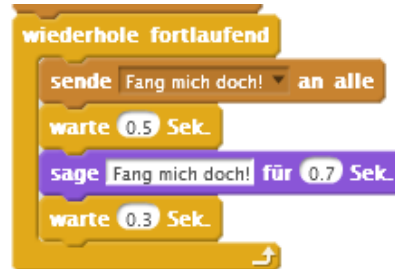 wiederhole fortlaufend
sende Fang mich doch! an alle
warte 0.5 Sek.
sage Fang mich doch! für 0.7 Sek.
warte 0.3 Sek.